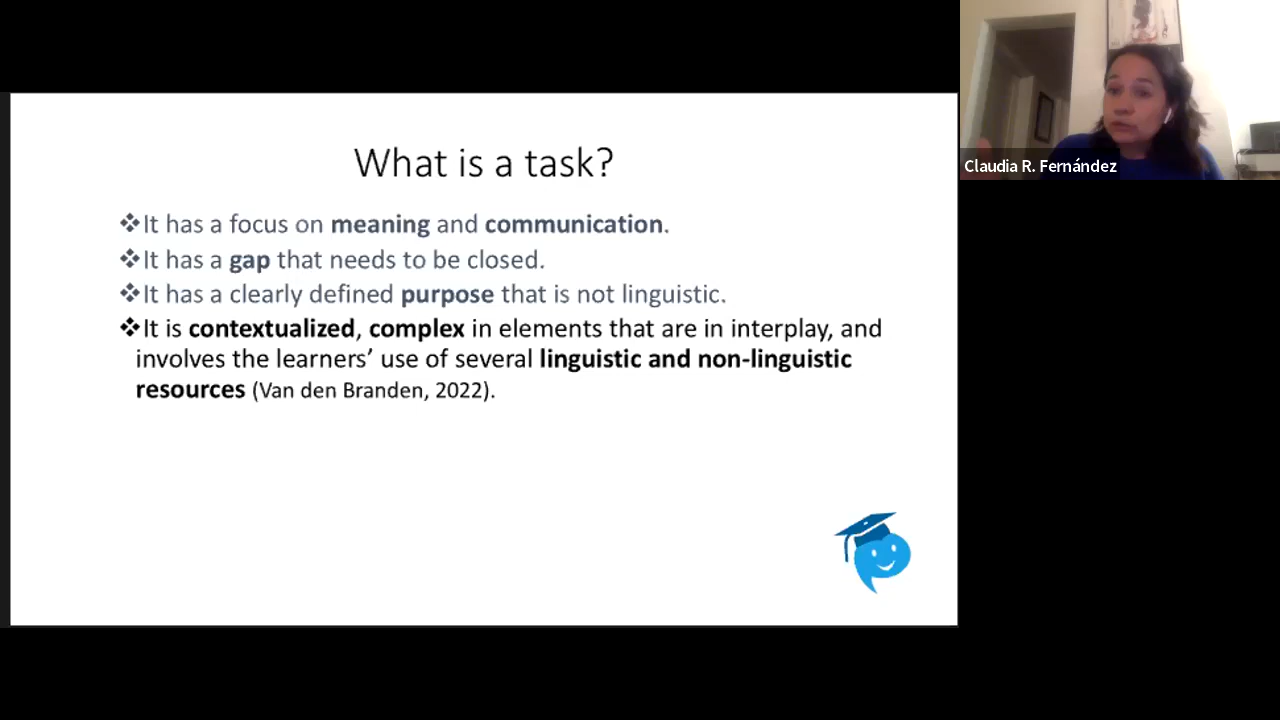 What is a task?
❖It has a focus on meaning and communication.
❖It has a gap that needs to be closed.
❖It has a clearly defined purpose that is not linguistic.
❖It is contextualized, complex in elements that are in interplay, and
involves the learners’ use of several linguistic and non-linguistic
resources (Van den Branden, 2022).
Claudia R. Fernández